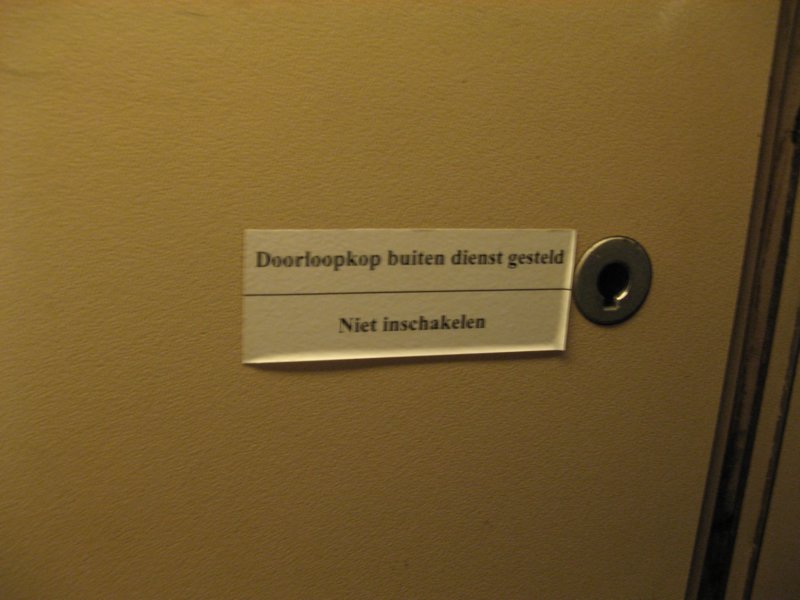 Doorloopkop buiten dienst gesteld
Niet inschakelen